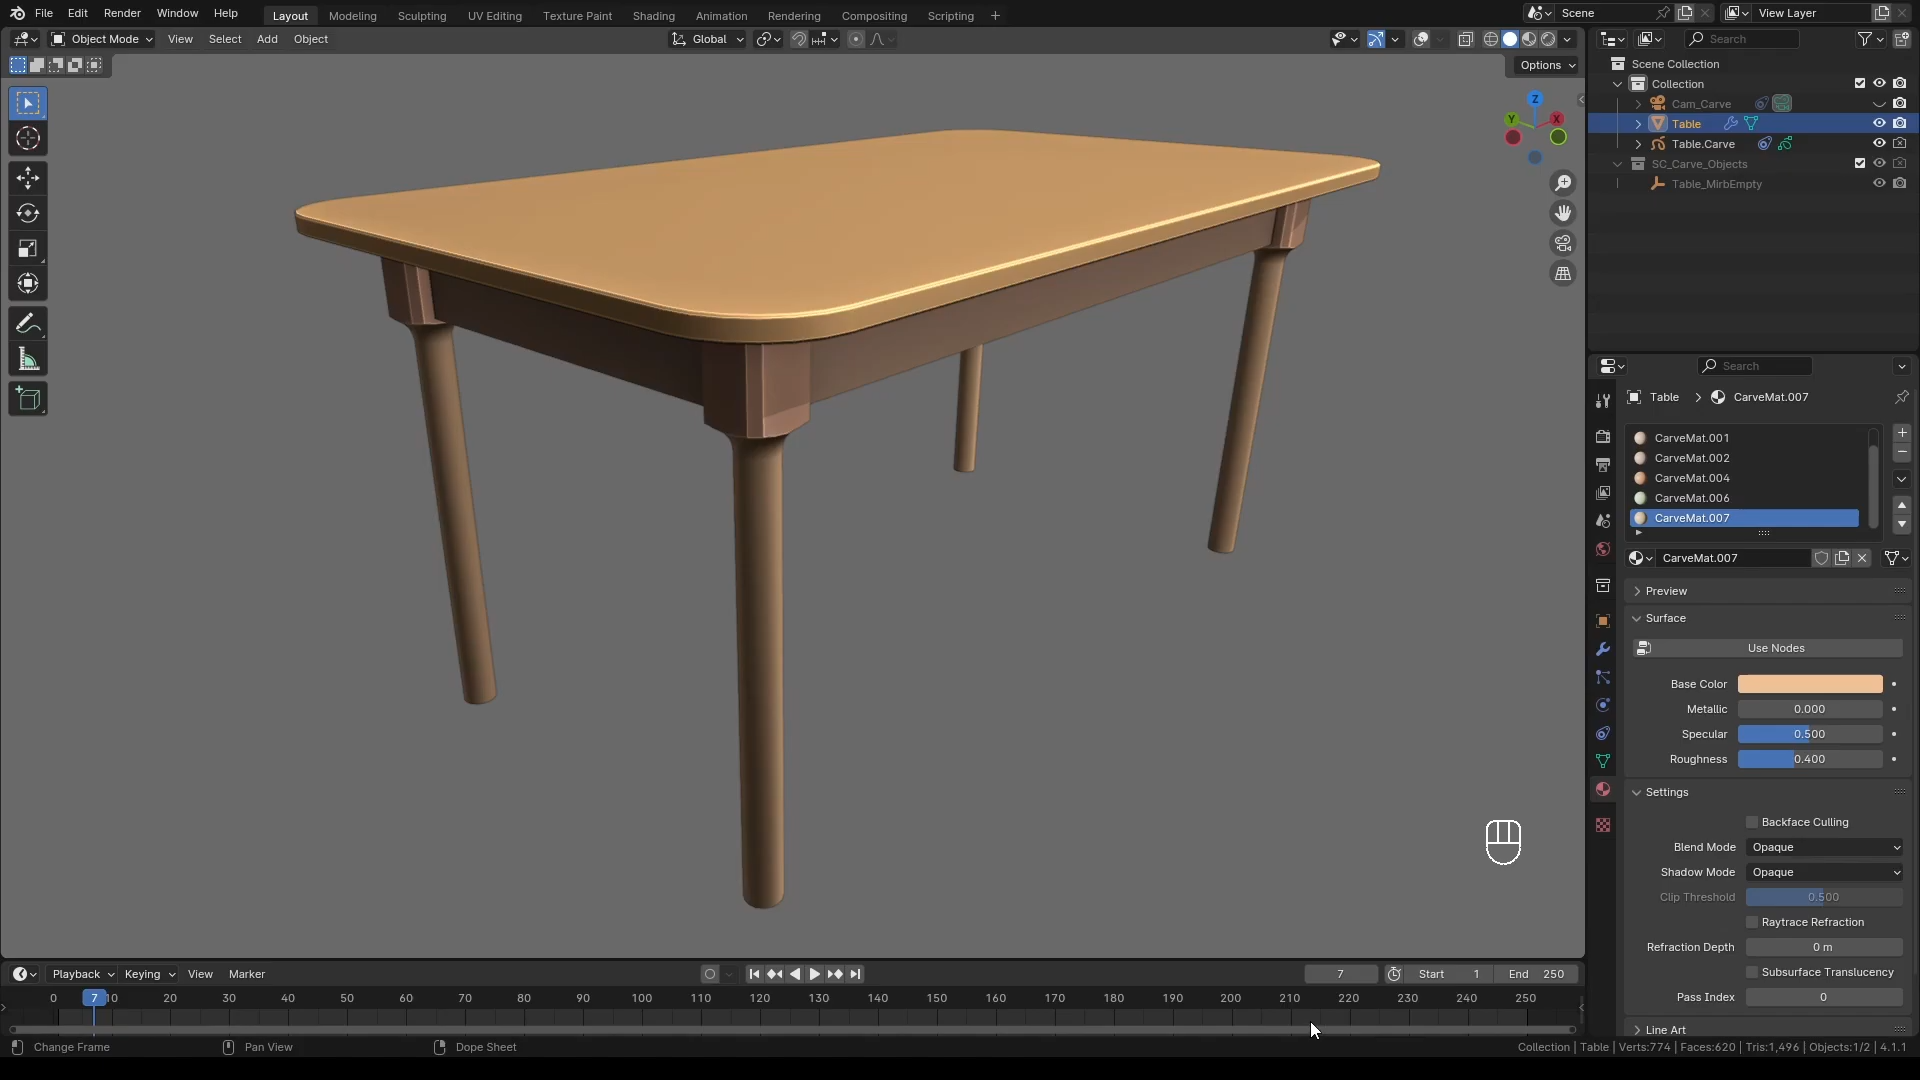 File Edit Render Window Help Layout Modeling Sculpting UV Editing Texture Paint Shading Animation Rendering Compositing Scripting + Scene View Layer
Object Mode View Select Add Object Global Search
Options
Z
Y X
Scene Collection
Collection
Cam_Carve
Table
Table.Carve
SC_Carve_Objects
Table_MirbEmpty
Search
Table > CarveMat.007
CarveMat.001
CarveMat.002
CarveMat.004
CarveMat.006
CarveMat.007
CarveMat.007
Preview
Surface
Use Nodes
Base Color
Metallic 0.000
Specular 0.500
Roughness 0.400
Settings
Backface Culling
Blend Mode Opaque
Shadow Mode Opaque
Clip Threshold 0.500
Raytrace Refraction
Refraction Depth 0 m
Subsurface Translucency
Pass Index 0
Line Art
Playback Keying View Marker 7 Start 1 End 250
0 7 10 20 30 40 50 60 70 80 90 100 110 120 130 140 150 160 170 180 190 200 210 220 230 240 250
Change Frame Pan View Dope Sheet Collection | Table | Verts:774 | Faces:620 | Tris:1,496 | Objects:1/2 | 4.1.1